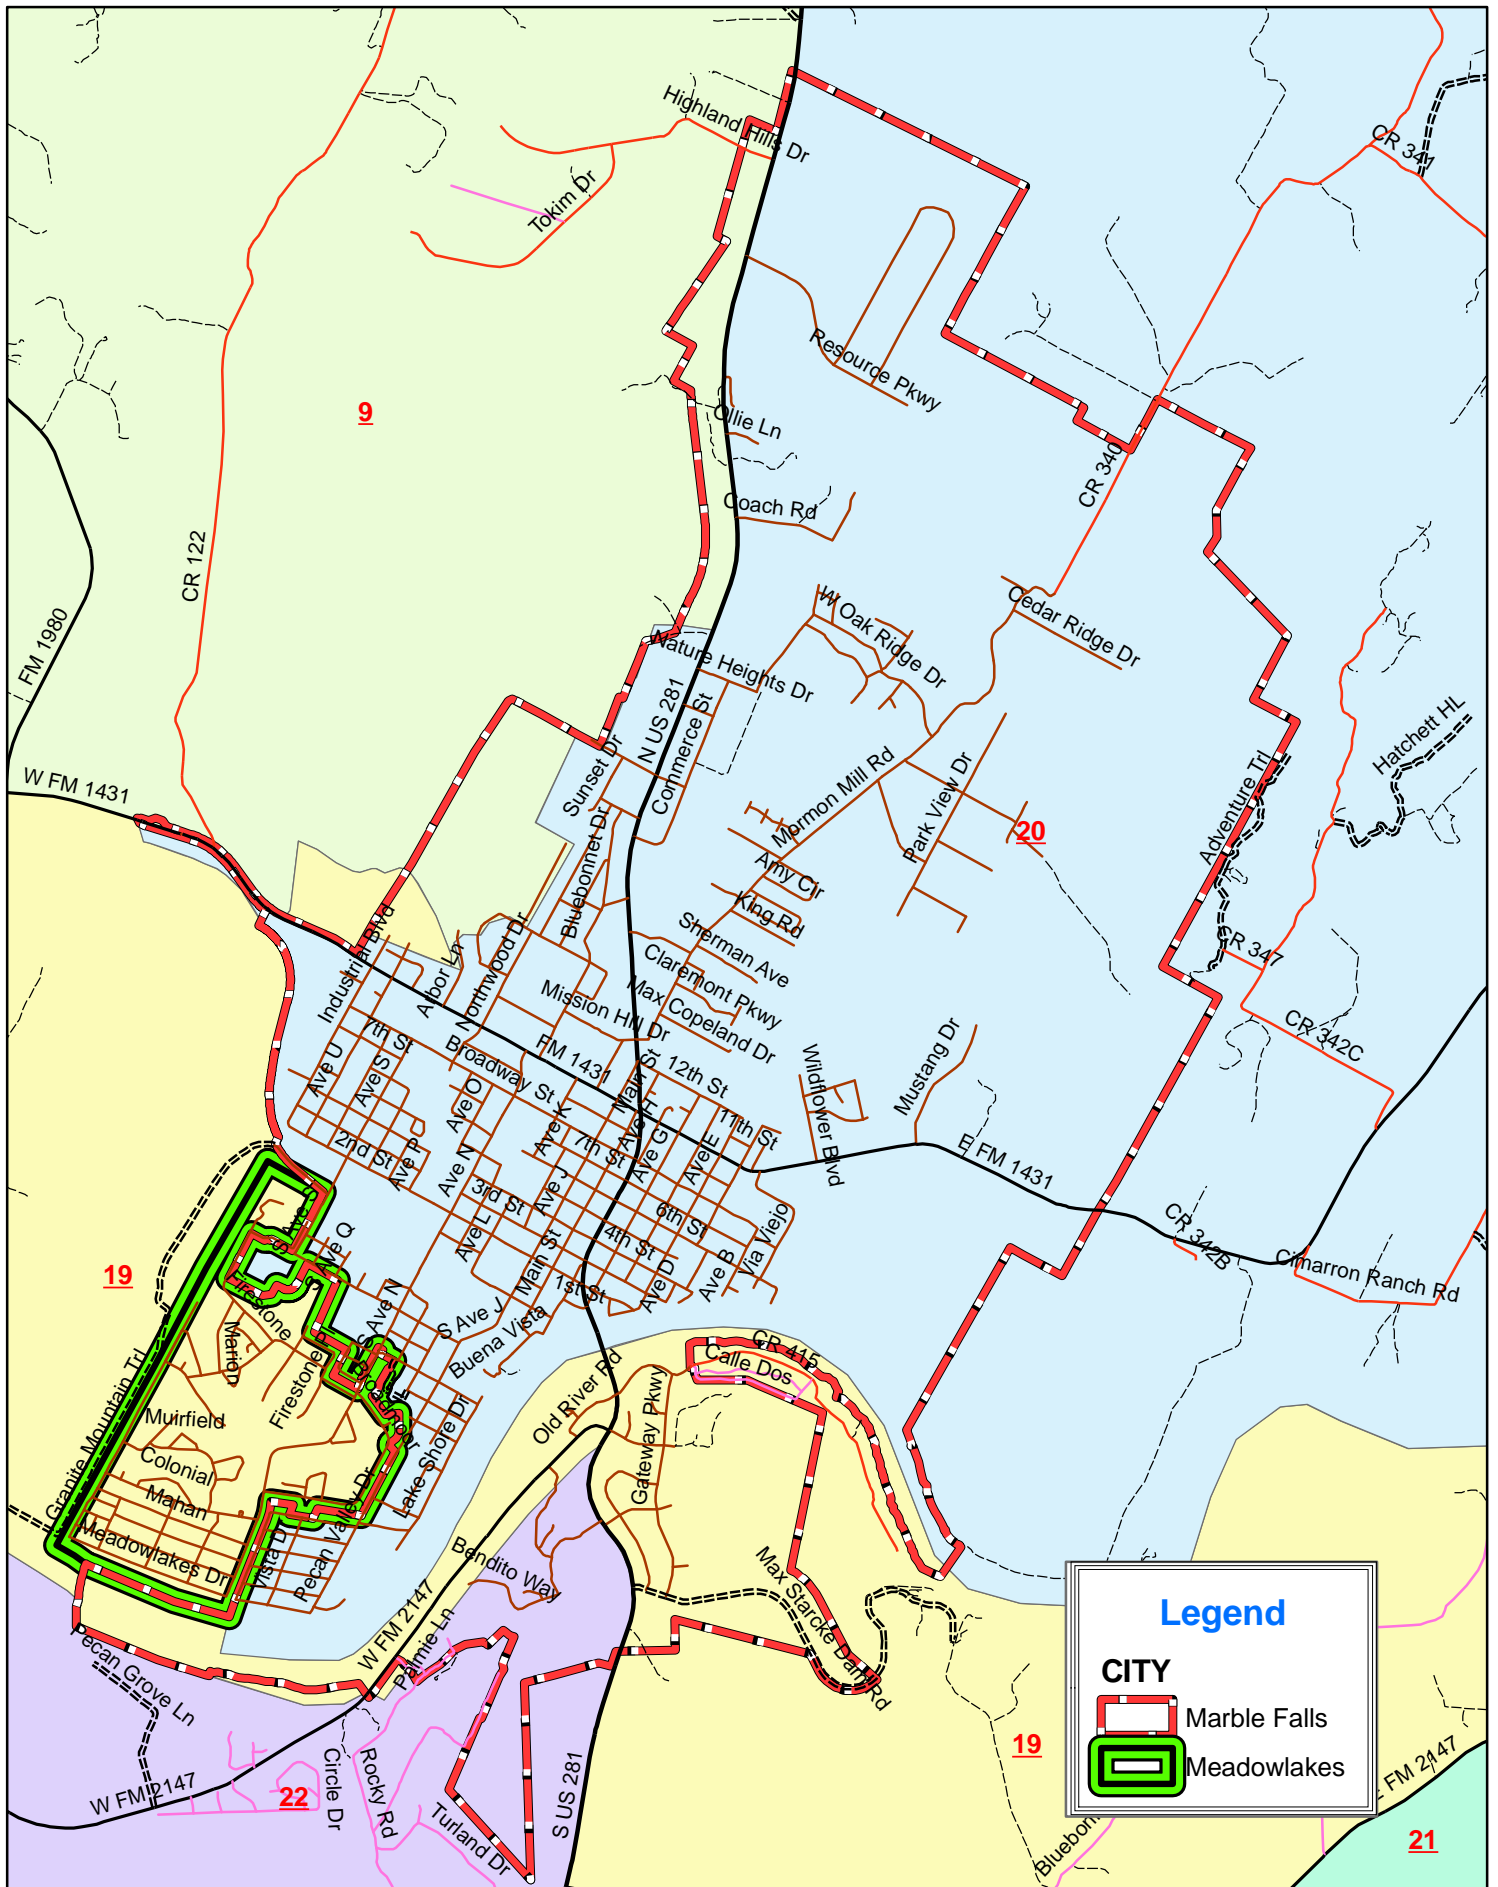 Highland Hills Dr
CR 341
Tokim Dr
Resource Pkwy
9
Ollie Ln
CR 340
Coach Rd
CR 122
W Oak Ridge Dr
Cedar Ridge Dr
FM 1980
Nature Heights Dr
N US 281
Commerce St
Sunset Dr
Hatchett HL
W FM 1431
Mormon Mill Rd
Park View Dr
20
Adventure Trl
Bluebonnet Dr
Amy Cir
King Rd
Sherman Ave
Industrial Blvd
Arbor Ln
Northwood Dr
CR 347
Claremont Pkwy
Mission Hill Dr
Max Copeland Dr
CR 342C
7th St
Broadway St
FM 1431
Main St
12th St
Wildflower Blvd
Mustang Dr
Ave U
Ave S
Ave O
Ave K
Ave H
11th St
2nd St
Ave P
Ave N
7th St
Ave G
Ave E
E FM 1431
3rd St
Ave J
6th St
Via Viejo
CR 342B
S Ave S
S Ave Q
Ave L
4th St
Ave D
Ave B
Cimarron Ranch Rd
19
Firestone
Main St
1st St
S Ave N
S Ave J
Buena Vista
Marion
CR 415
Calle Dos
Granite Mountain Trl
Firestone
Broadmoor
Old River Rd
Gateway Pkwy
Muirfield
Colonial
Mahan
Lake Shore Dr
Meadowlakes Dr
Vista Dr
Pecan Valley Dr
Bendito Way
Max Starcke Dam Rd
W FM 2147
Palmie Ln
Pecan Grove Ln
Legend
CITY
Marble Falls
Meadowlakes
19
W FM 2147
22
Circle Dr
Rocky Rd
Turland Dr
S US 281
E FM 2147
21